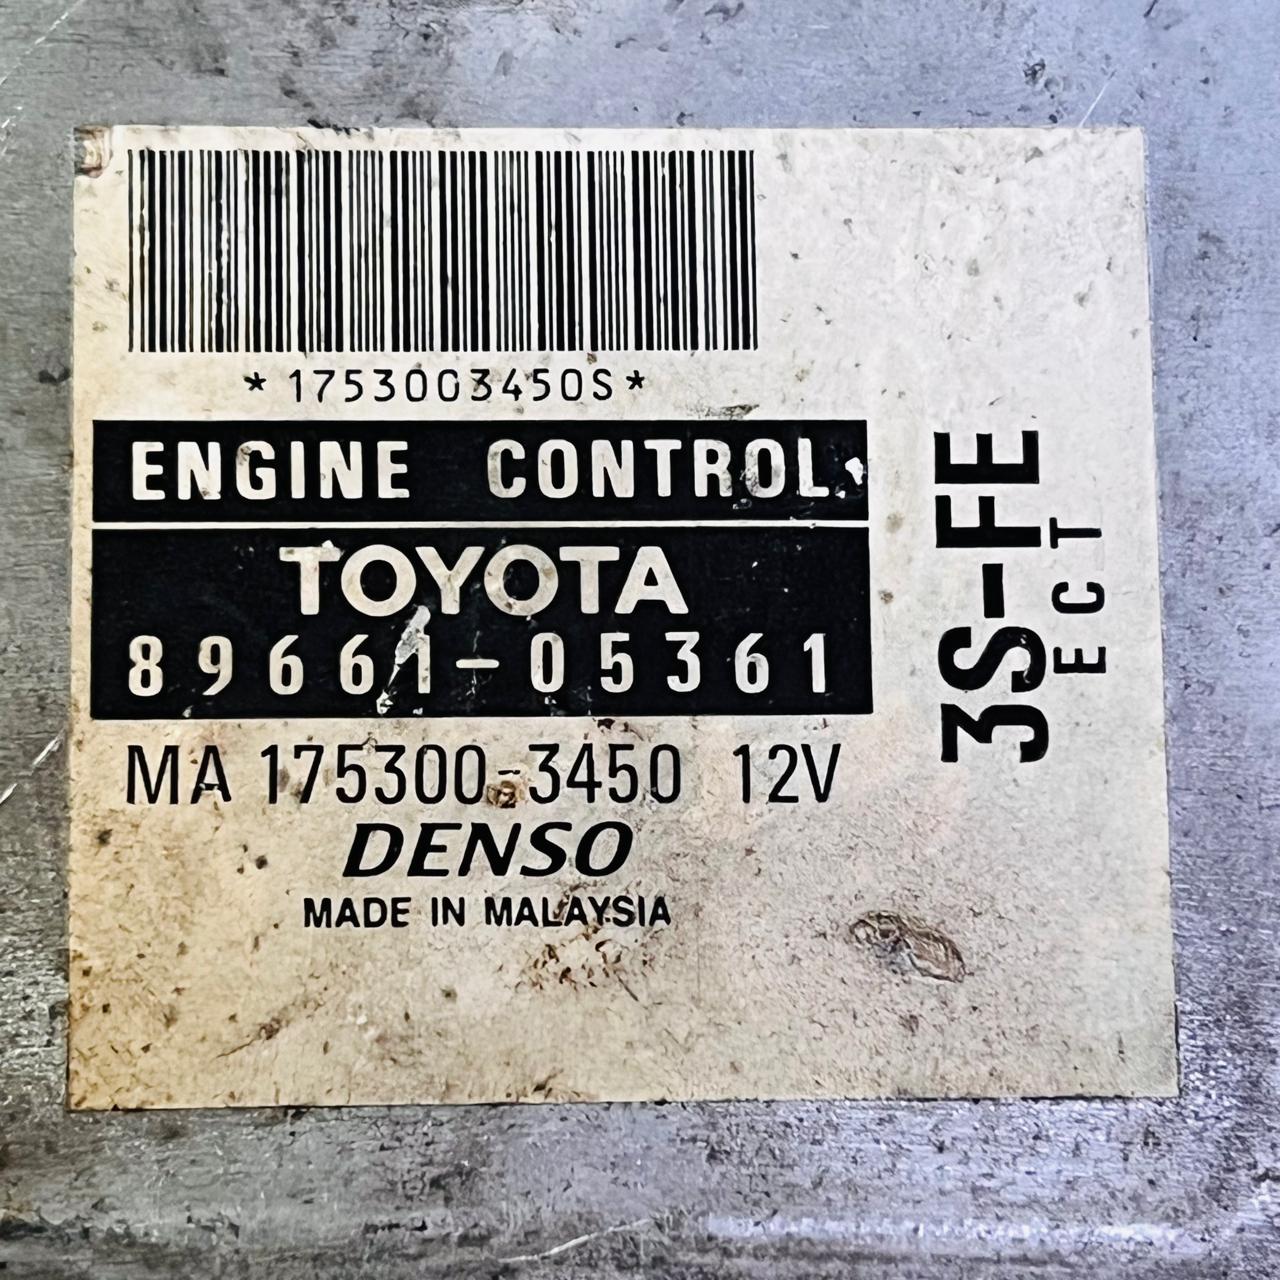 *1753003450S*
ENGINE CONTROL
TOYOTA
89661-05361
MA 175300-3450 12V
DENSO
MADE IN MALAYSIA
3S-FE
ECT